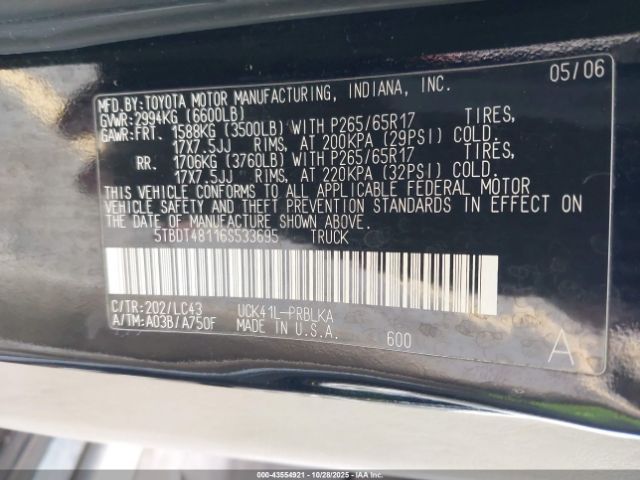 MFD.BY:TOYOTA MOTOR MANUFACTURING, INDIANA, INC. 05/06
GVWR:2994KG (6600LB)
GAWR:FRT. 1588KG (3500LB) WITH P265/65R17 TIRES,
17X7.5JJ RIMS, AT 200KPA (29PSI) COLD.
RR. 1706KG (3760LB) WITH P265/65R17 TIRES,
17X7.5JJ RIMS, AT 220KPA (32PSI) COLD.
THIS VEHICLE CONFORMS TO ALL APPLICABLE FEDERAL MOTOR
VEHICLE SAFETY AND THEFT PREVENTION STANDARDS IN EFFECT ON
THE DATE OF MANUFACTURE SHOWN ABOVE.
5TBDT48116S533695 TRUCK
C/TR:202/LC43 UCK41L-PRBLKA
A/TM:A03B/A750F MADE IN U.S.A. 600 A
000-43554921 - 10/28/2025 - IAAI.com